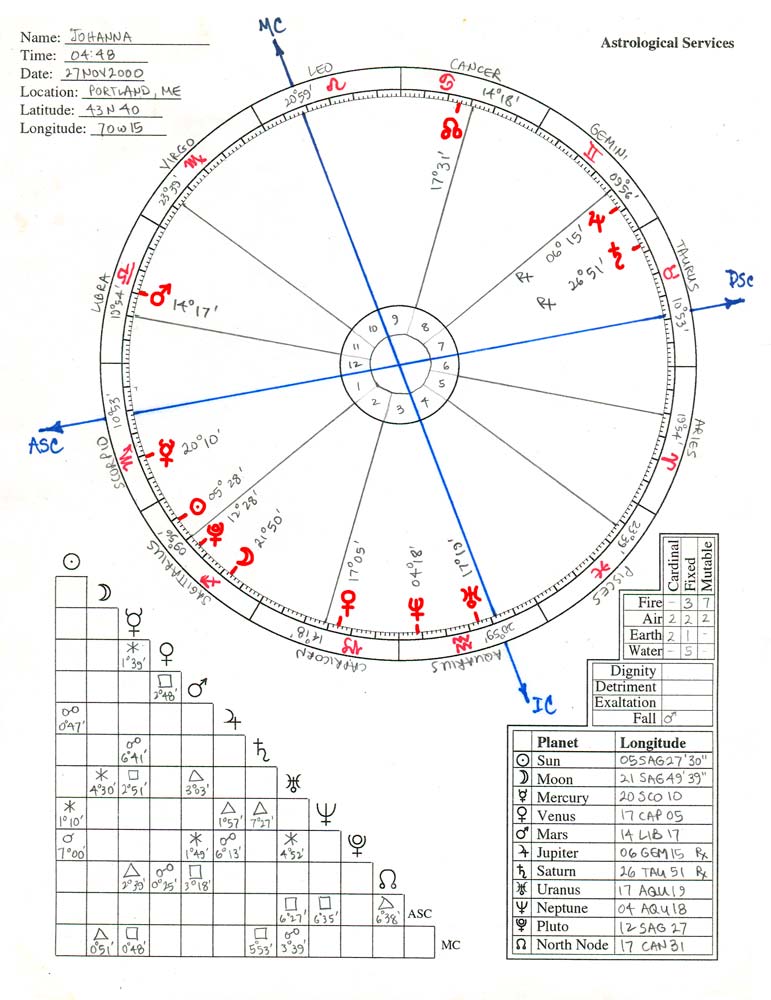 Name: JOHANNA
Time: 04:48
Date: 27NOV2000
Location: PORTLAND, ME
Latitude: 43N40
Longitude: 70W15
Astrological Services
MC
LEO ♌
20°59'
CANCER ♋
14°18'
GEMINI ♊
09°56'
TAURUS ♉
10°53'
DSC
ARIES ♈
19°54'
PISCES ♓
23°39'
AQUARIUS ♒
20°59'
IC
CAPRICORN ♑
14°18'
SAGITTARIUS ♐
09°56'
SCORPIO ♏
10°53'
ASC
LIBRA ♎
19°54'
VIRGO ♍
23°39'
☊ 17°31'
♃ 06°15' Rx
♄ 26°51' Rx
♂ 14°17'
☿ 20°10'
☉ 05°28'
♇ 12°28'
☽ 21°50'
♀ 17°05'
♆ 04°18'
♅ 17°19'
1 2 3 4 5 6 7 8 9 10 11 12
☉
☽
☿
✶ 1°39' ♀
□ 2°48' ♂
☍ 0°47' ♃
☍ 6°41' ♄
✶ 4°30' □ 2°51' △ 3°03' ♅
✶ 1°10' △ 1°57' △ 7°27' ♆
☌ 7°00' ✶ 1°49' ☍ 6°13' ✶ 4°52' ♇
△ 2°39' ☍ 0°25' □ 3°18' ☊
□ 6°27' □ 6°35' △ 6°38' ASC
△ 0°51' □ 0°48' □ 5°53' ☍ 3°39' MC
Cardinal Fixed Mutable
Fire - 3 7
Air 2 2 2
Earth 2 1 -
Water - 5 -
Dignity
Detriment
Exaltation
Fall ♂
Planet Longitude
☉ Sun 05SAG27'30"
☽ Moon 21 SAG49'39"
☿ Mercury 20 SCO 10
♀ Venus 17 CAP 05
♂ Mars 14 LIB 17
♃ Jupiter 06 GEM 15 Rx
♄ Saturn 26 TAU 51 Rx
♅ Uranus 17 AQU 19
♆ Neptune 04 AQU 18
♇ Pluto 12 SAG 27
☊ North Node 17 CAN 31